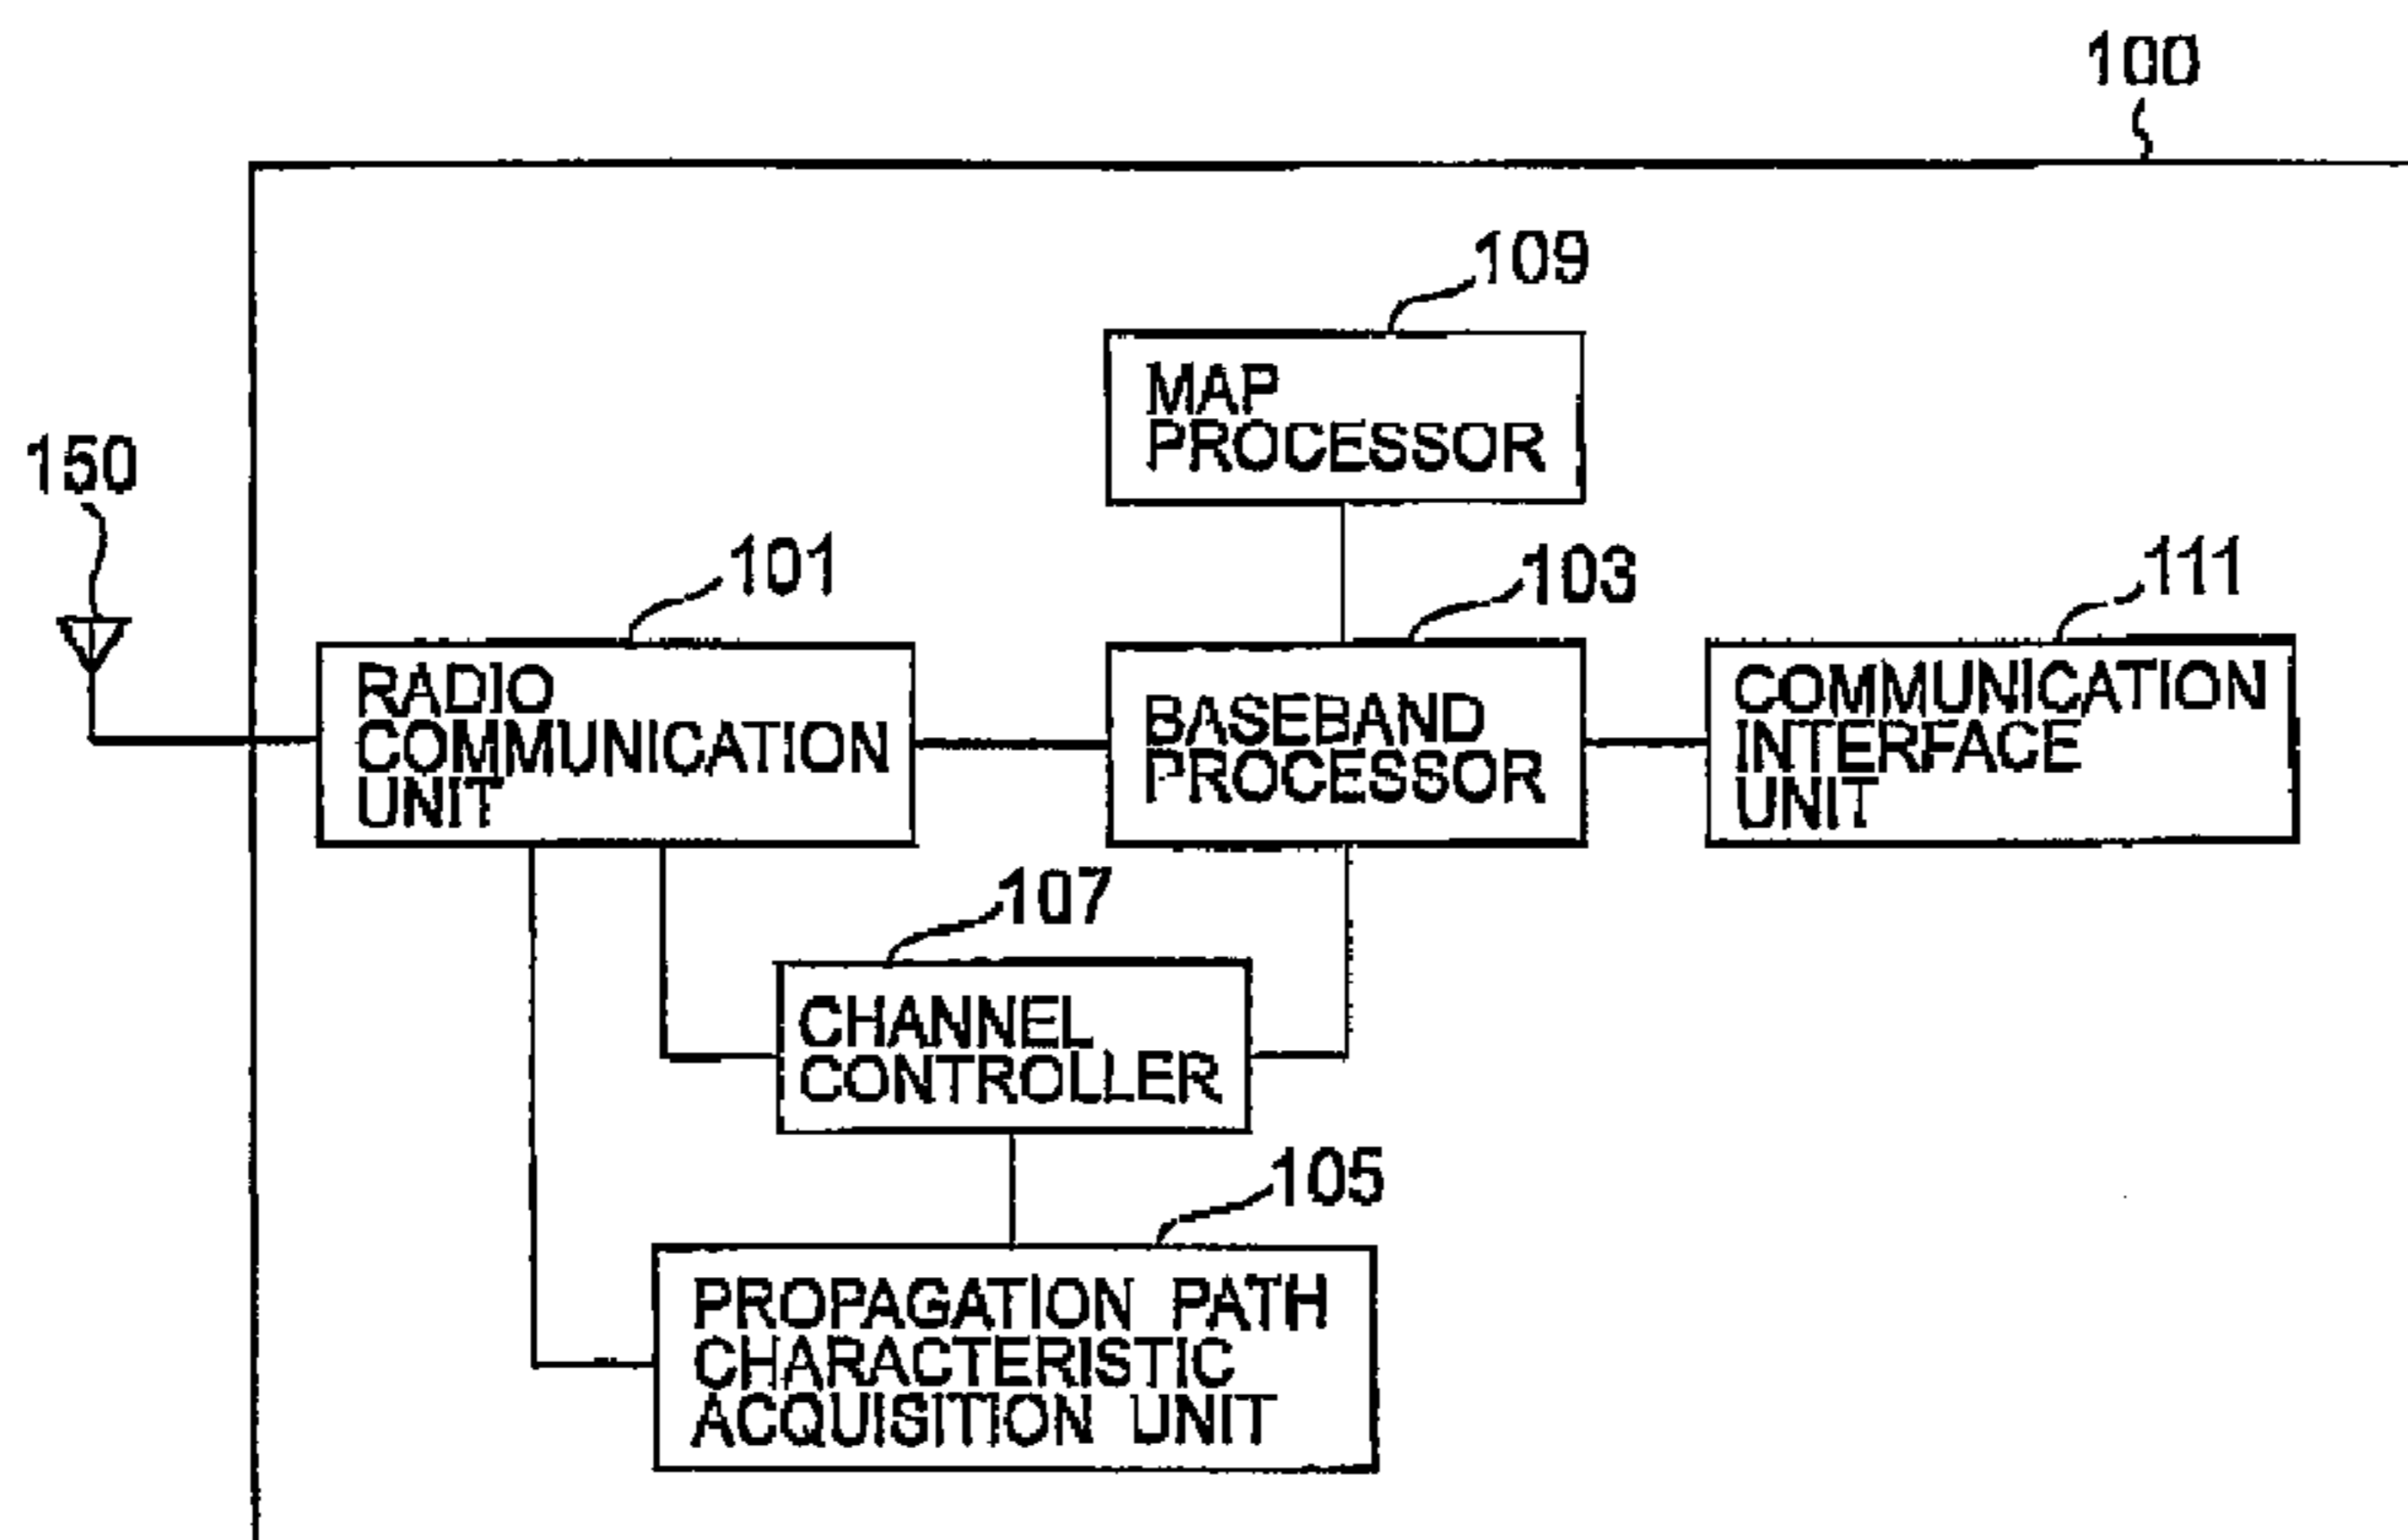 100
109
MAP
PROCESSOR
150
101
103
111
RADIO
COMMUNICATION
UNIT
BASEBAND
PROCESSOR
COMMUNICATION
INTERFACE
UNIT
107
CHANNEL
CONTROLLER
105
PROPAGATION PATH
CHARACTERISTIC
ACQUISITION UNIT